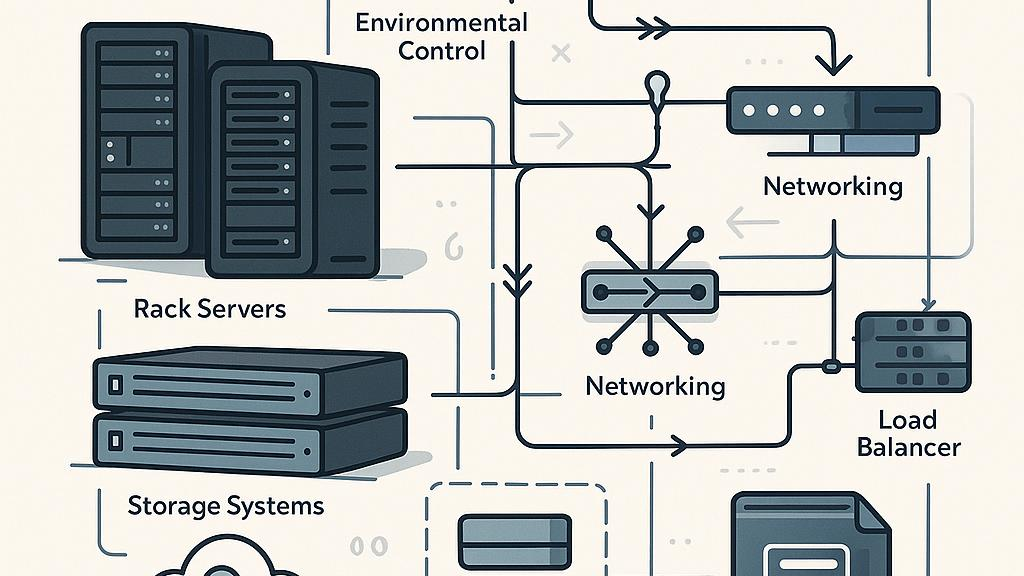 Environmental
Control
Networking
Rack Servers
Networking
Load
Balancer
Storage Systems